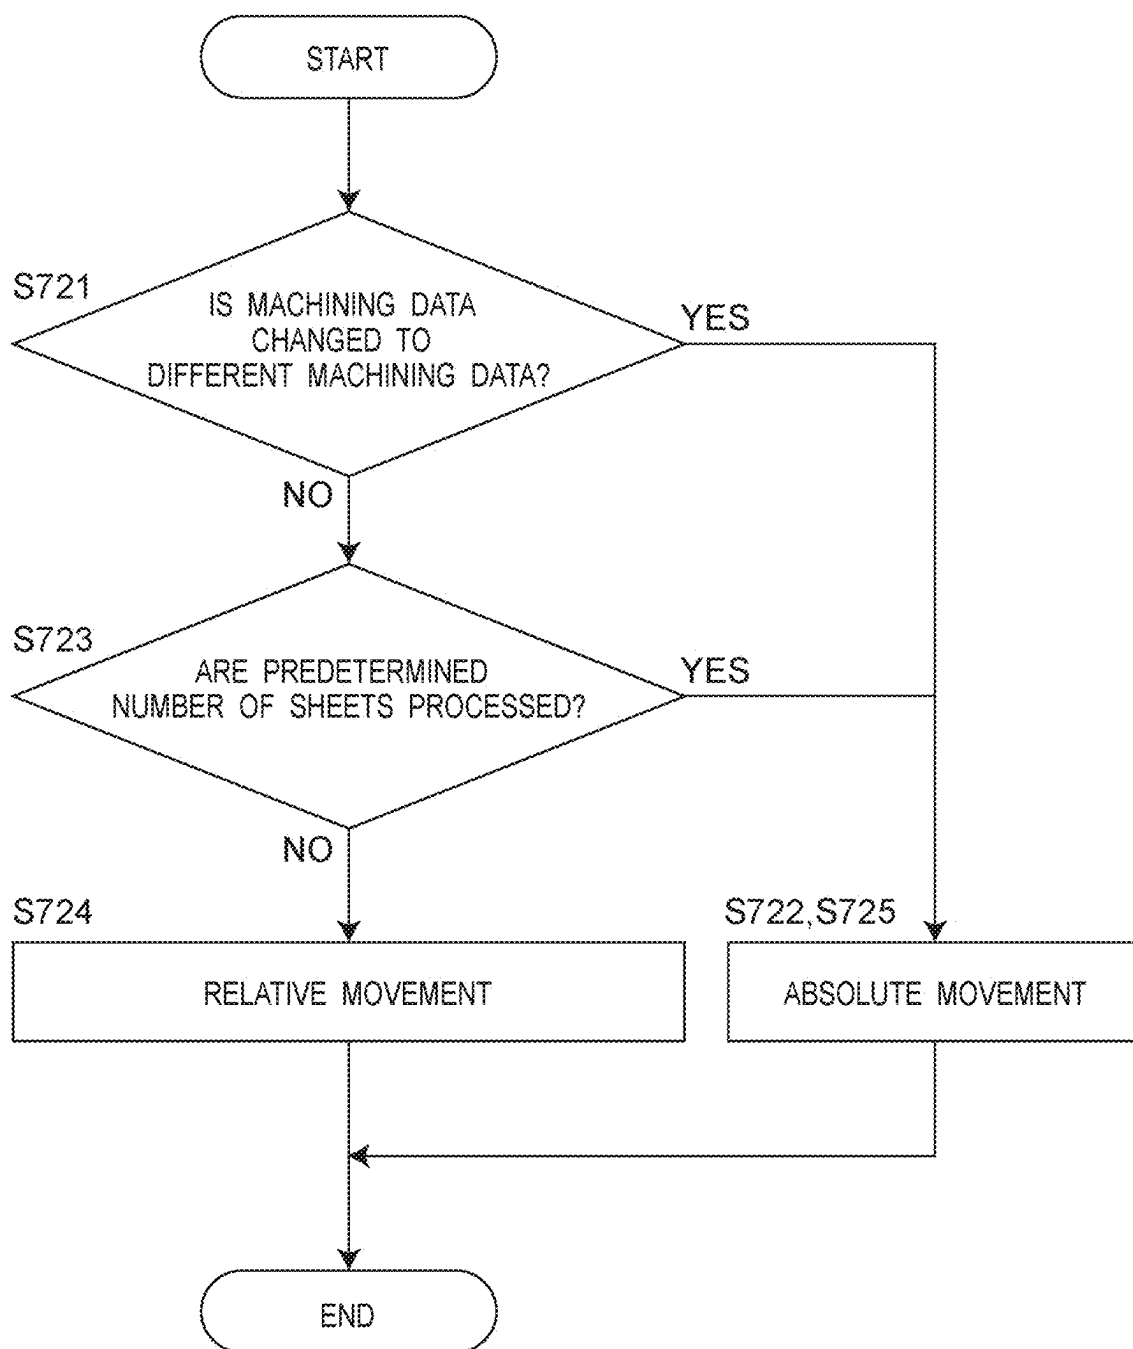 START
S721
IS MACHINING DATA
CHANGED TO
DIFFERENT MACHINING DATA?
YES
NO
S723
ARE PREDETERMINED
NUMBER OF SHEETS PROCESSED?
YES
NO
S724
RELATIVE MOVEMENT
S722,S725
ABSOLUTE MOVEMENT
END